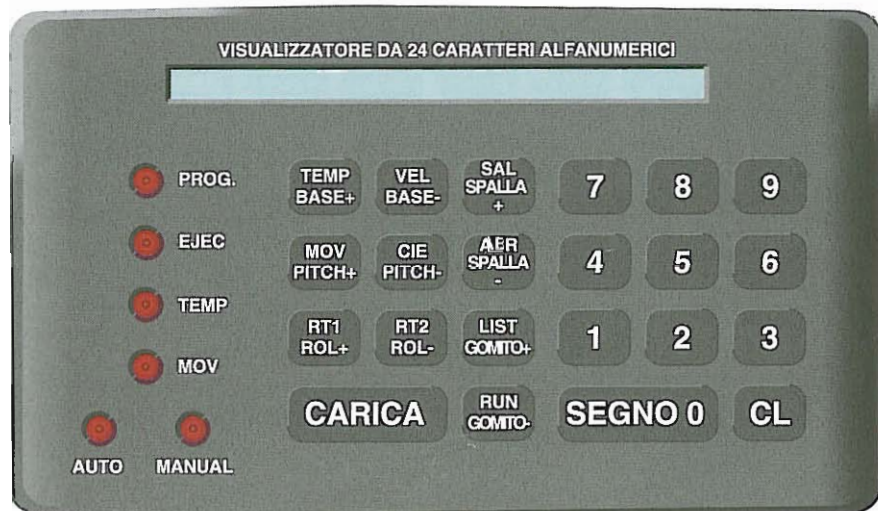 VISUALIZZATORE DA 24 CARATTERI ALFANUMERICI
PROG.
EJEC
TEMP
MOV
AUTO
MANUAL
TEMP
BASE+
VEL
BASE-
SAL
SPALLA
+
7
8
9
MOV
PITCH+
CIE
PITCH-
ABR
SPALLA
-
4
5
6
RT1
ROL+
RT2
ROL-
LIST
GOMITO+
1
2
3
CARICA
RUN
GOMITO-
SEGNO 0
CL